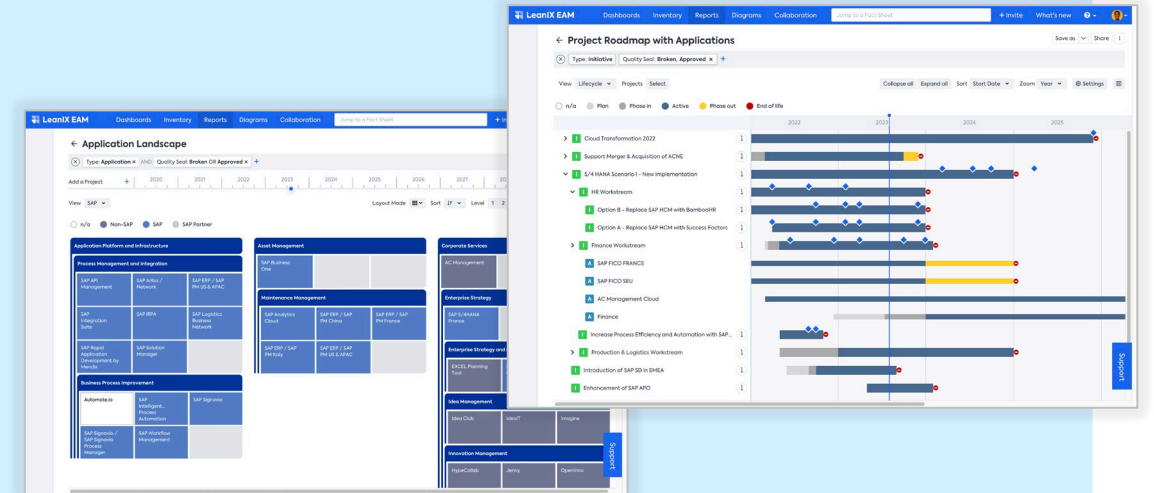 LeanIX EAM Dashboards Inventory Reports Diagrams Collaboration Jump to a Fact Sheet + Invite What's new
← Project Roadmap with Applications Save as Share
Type: Initiative Quality Seal: Broken, Approved × +
View Lifecycle Projects Select Collapse all Expand all Sort Start Date Zoom Year Settings
n/a Plan Phase in Active Phase out End of life
2022 2023 2024 2025
I Cloud Transformation 2022
I Support Merger & Acquisition of ACNE
I S/4 HANA Scenario I - New Implementation
I HR Workstream
I Option B - Replace SAP HCM with BambooHR
I Option A - Replace SAP HCM with Success Factors
I Finance Workstream
A SAP FICO FRANCE
A SAP FICO SEU
A AC Management Cloud
A Finance
I Increase Process Efficiency and Automation with SAP...
I Production & Logistics Workstream
I Introduction of SAP SD in EMEA
I Enhancement of SAP APO
Support
LeanIX EAM Dashboards Inventory Reports Diagrams Collaboration Jump to a Fact Sheet
← Application Landscape
Type: Application × AND Quality Seal: Broken OR Approved × +
Add a Project + 2020 2021 2022 2023 2024 2025 2026 2027
View SAP Layout Mode Sort Level 1 2
n/a Non-SAP SAP SAP Partner
Application Platform and Infrastructure
Process Management and Integration
SAP API
Management
SAP Ariba /
Network
SAP ERP / SAP
PM US & APAC
SAP
Integration
Suite
SAP IRPA
SAP Logistics
Business
Network
SAP Rapid
Application
Development by
Mendix
SAP Solution
Manager
Business Process Improvement
Automate.io
SAP
Intelligent...
Process
Automation
SAP Signavio
SAP Signavio /
SAP Signavio
Process
Manager
SAP Workflow
Management
Asset Management
SAP Business
One
Maintenance Management
SAP Analytics
Cloud
SAP ERP / SAP
PM China
SAP ERP / SAP
PM France
SAP ERP / SAP
PM Italy
SAP ERP / SAP
PM US & APAC
Corporate Services
AC Management
Enterprise Strategy
SAP S/4HANA
France
Enterprise Strategy and
EXCEL Planning
Tool
Idea Management
Idea Club
IdeaIT
Imagine
Innovation Management
HypeCollab
Jenny
OpenInno
Support